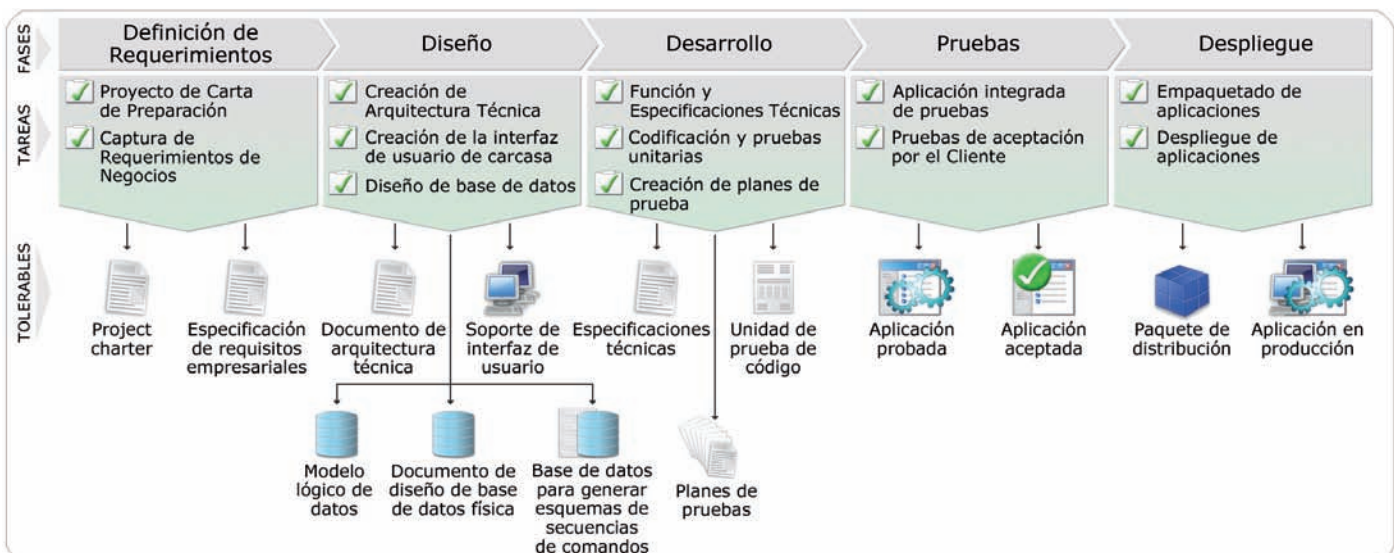 FASES
Definición de
Requerimientos
Diseño
Desarrollo
Pruebas
Despliegue
TAREAS
Proyecto de Carta
de Preparación
Captura de
Requerimientos de
Negocios
Creación de
Arquitectura Técnica
Creación de la interfaz
de usuario de carcasa
Diseño de base de datos
Función y
Especificaciones Técnicas
Codificación y pruebas
unitarias
Creación de planes de
prueba
Aplicación integrada
de pruebas
Pruebas de aceptación
por el Cliente
Empaquetado de
aplicaciones
Despliegue de
aplicaciones
TOLERABLES
Project
charter
Especificación
de requisitos
empresariales
Documento de
arquitectura
técnica
Soporte de
interfaz de
usuario
Especificaciones
técnicas
Unidad de
prueba de
código
Aplicación
probada
Aplicación
aceptada
Paquete de
distribución
Aplicación en
producción
Modelo
lógico de
datos
Documento de
diseño de base
de datos física
Base de datos
para generar
esquemas de
secuencias
de comandos
Planes de
pruebas